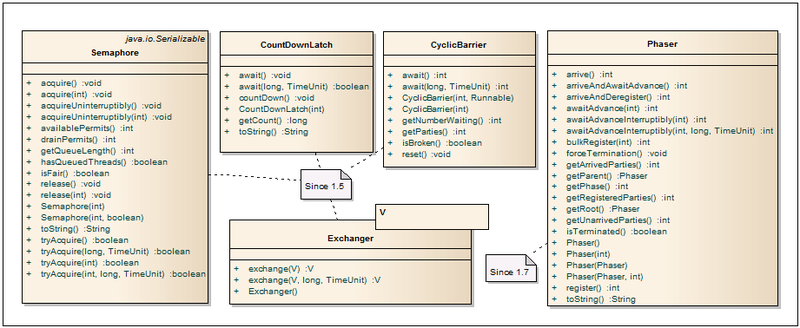 java.io.Serializable
Semaphore
+ acquire() :void
+ acquire(int) :void
+ acquireUninterruptibly() :void
+ acquireUninterruptibly(int) :void
+ availablePermits() :int
+ drainPermits() :int
+ getQueueLength() :int
+ hasQueuedThreads() :boolean
+ isFair() :boolean
+ release() :void
+ release(int) :void
+ Semaphore(int)
+ Semaphore(int, boolean)
+ toString() :String
+ tryAcquire() :boolean
+ tryAcquire(long, TimeUnit) :boolean
+ tryAcquire(int) :boolean
+ tryAcquire(int, long, TimeUnit) :boolean
CountDownLatch
+ await() :void
+ await(long, TimeUnit) :boolean
+ countDown() :void
+ CountDownLatch(int)
+ getCount() :long
+ toString() :String
CyclicBarrier
+ await() :int
+ await(long, TimeUnit) :int
+ CyclicBarrier(int, Runnable)
+ CyclicBarrier(int)
+ getNumberWaiting() :int
+ getParties() :int
+ isBroken() :boolean
+ reset() :void
Since 1.5
V
Exchanger
+ exchange(V) :V
+ exchange(V, long, TimeUnit) :V
+ Exchanger()
Phaser
+ arrive() :int
+ arriveAndAwaitAdvance() :int
+ arriveAndDeregister() :int
+ awaitAdvance(int) :int
+ awaitAdvanceInterruptibly(int) :int
+ awaitAdvanceInterruptibly(int, long, TimeUnit) :int
+ bulkRegister(int) :int
+ forceTermination() :void
+ getArrivedParties() :int
+ getParent() :Phaser
+ getPhase() :int
+ getRegisteredParties() :int
+ getRoot() :Phaser
+ getUnarrivedParties() :int
+ isTerminated() :boolean
+ Phaser()
+ Phaser(int)
+ Phaser(Phaser)
+ Phaser(Phaser, int)
+ register() :int
+ toString() :String
Since 1.7